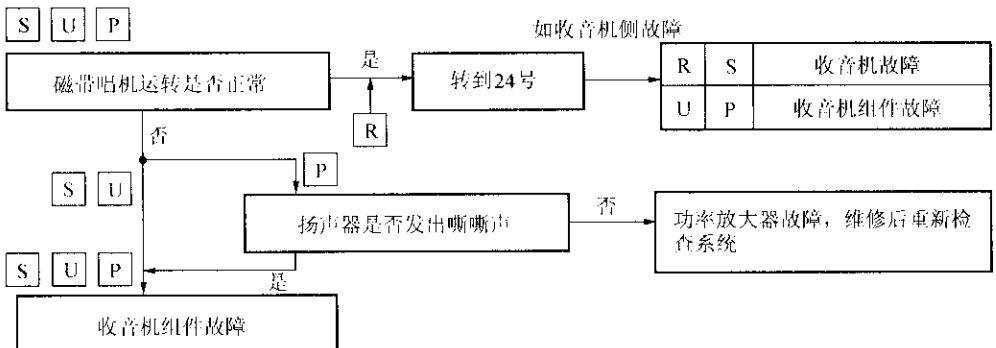 S U P
如收音机侧故障
磁带唱机运转是否正常
是
转到24号
R S 收音机故障
U P 收音机组件故障
R
否
P
S U
扬声器是否发出嘶嘶声
否
功率放大器故障，维修后重新检
查系统
S U P
是
收音机组件故障